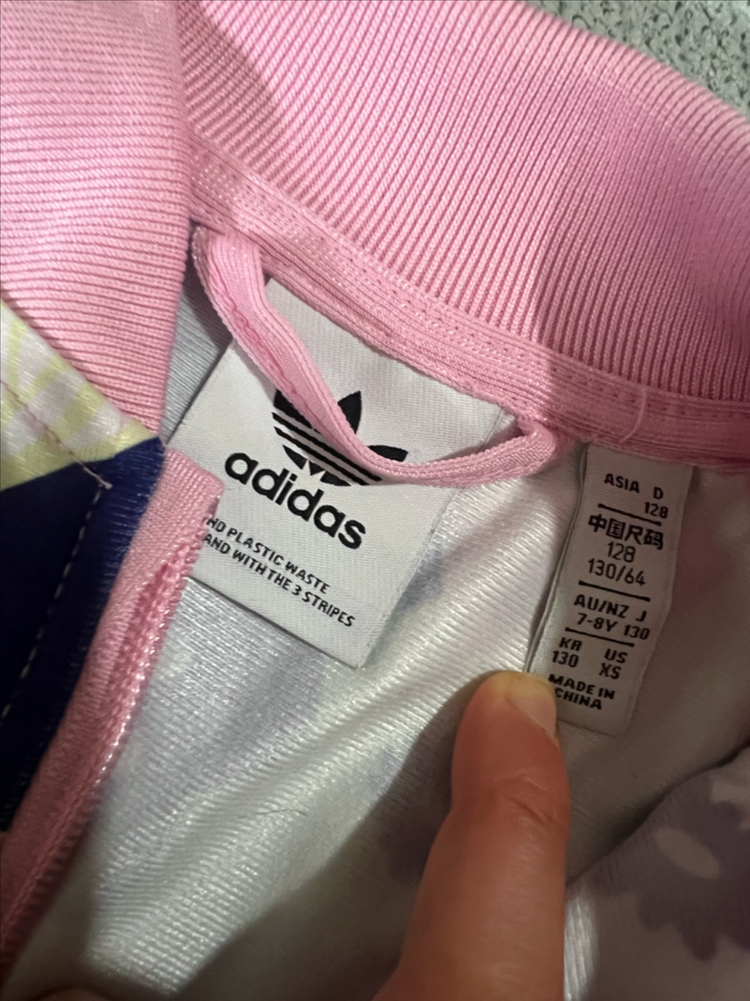 adidas
ND PLASTIC WASTE
AND WITH THE 3 STRIPES
ASIA D
128
中国尺码
128
130/64
AU/NZ J
7-8Y 130
KR US
130 XS
MADE IN
CHINA